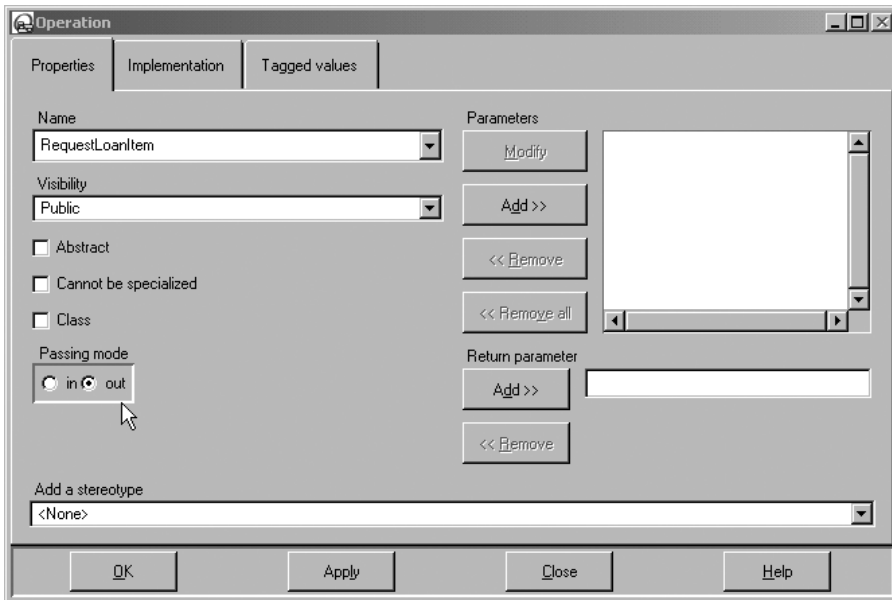 Operation
Properties
Implementation
Tagged values
Name
RequestLoanItem
Visibility
Public
Abstract
Cannot be specialized
Class
Passing mode
in out
Parameters
Modify
Add >>
<< Remove
<< Remove all
Return parameter
Add >>
<< Remove
Add a stereotype
<None>
OK
Apply
Close
Help